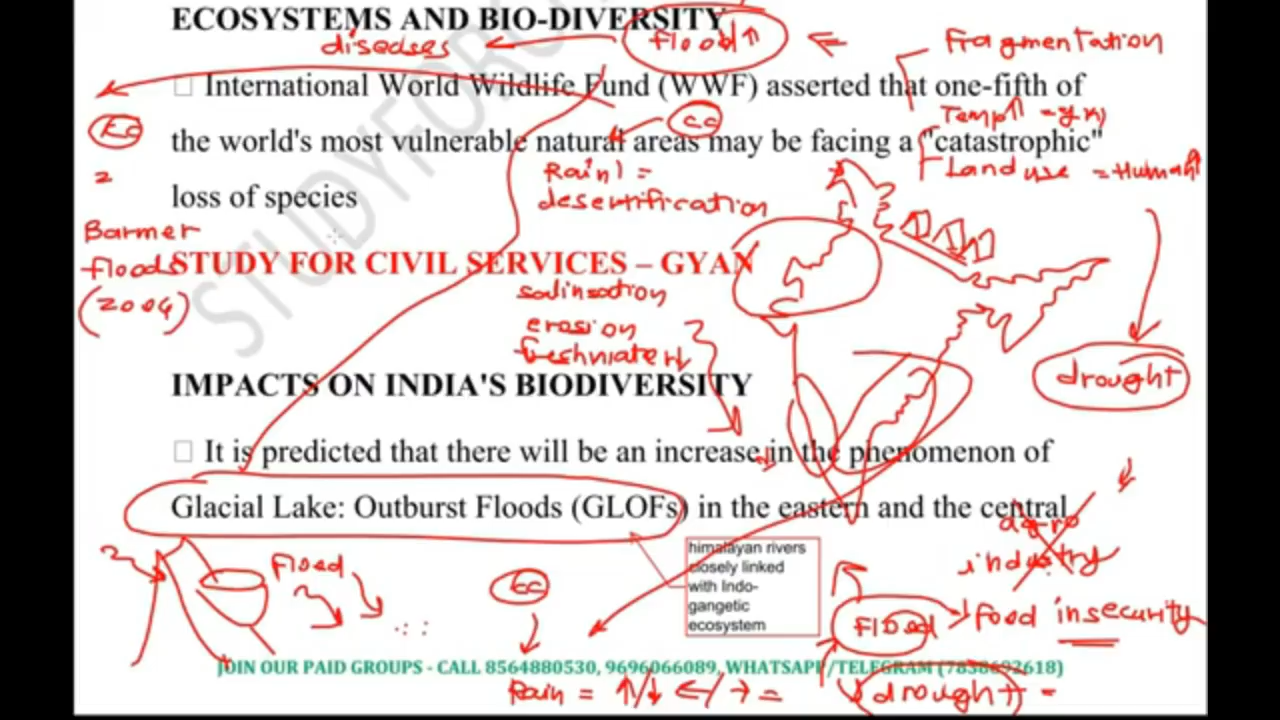 ECOSYSTEMS AND BIO-DIVERSITY
diseases
flood↑
Fragmentation
□ International World Wildlife Fund (WWF) asserted that one-fifth of
cc
the world's most vulnerable natural areas may be facing a "catastrophic"
Land use = Human
Rain =
loss of species
desertification
Barmer
floods
(2004)
STUDY FOR CIVIL SERVICES – GYAN
erosion
freshwater
drought
IMPACTS ON INDIA'S BIODIVERSITY
□ It is predicted that there will be an increase in the phenomenon of
Glacial Lake: Outburst Floods (GLOFs) in the eastern and the central
agro
industry
himalayan rivers
closely linked
with Indo-
gangetic
ecosystem
Flood
cc
Flood
food insecurity
JOIN OUR PAID GROUPS - CALL 8564880530, 9696066089, WHATSAPP/TELEGRAM (7838692618)
Rain = ↑/↓ ←/→ =
drought =